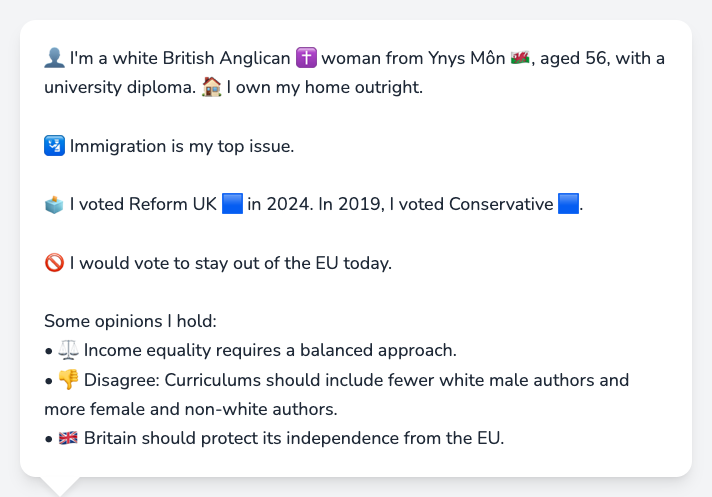 👤 I'm a white British Anglican ✝️ woman from Ynys Môn 🏴󠁧󠁢󠁷󠁬󠁳󠁿, aged 56, with a
university diploma. 🏠 I own my home outright.
🛂 Immigration is my top issue.
🗳️ I voted Reform UK 🟦 in 2024. In 2019, I voted Conservative 🟦.
🚫 I would vote to stay out of the EU today.
Some opinions I hold:
• ⚖️ Income equality requires a balanced approach.
• 👎 Disagree: Curriculums should include fewer white male authors and
more female and non-white authors.
• 🇬🇧 Britain should protect its independence from the EU.